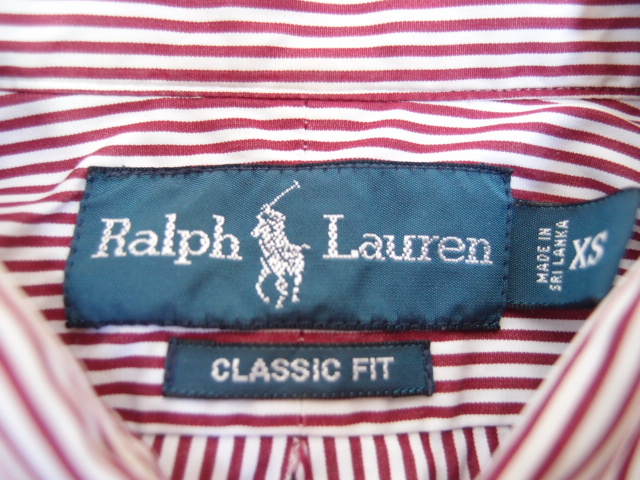 Ralph Lauren
MADE IN
SRI LANKA
XS
CLASSIC FIT